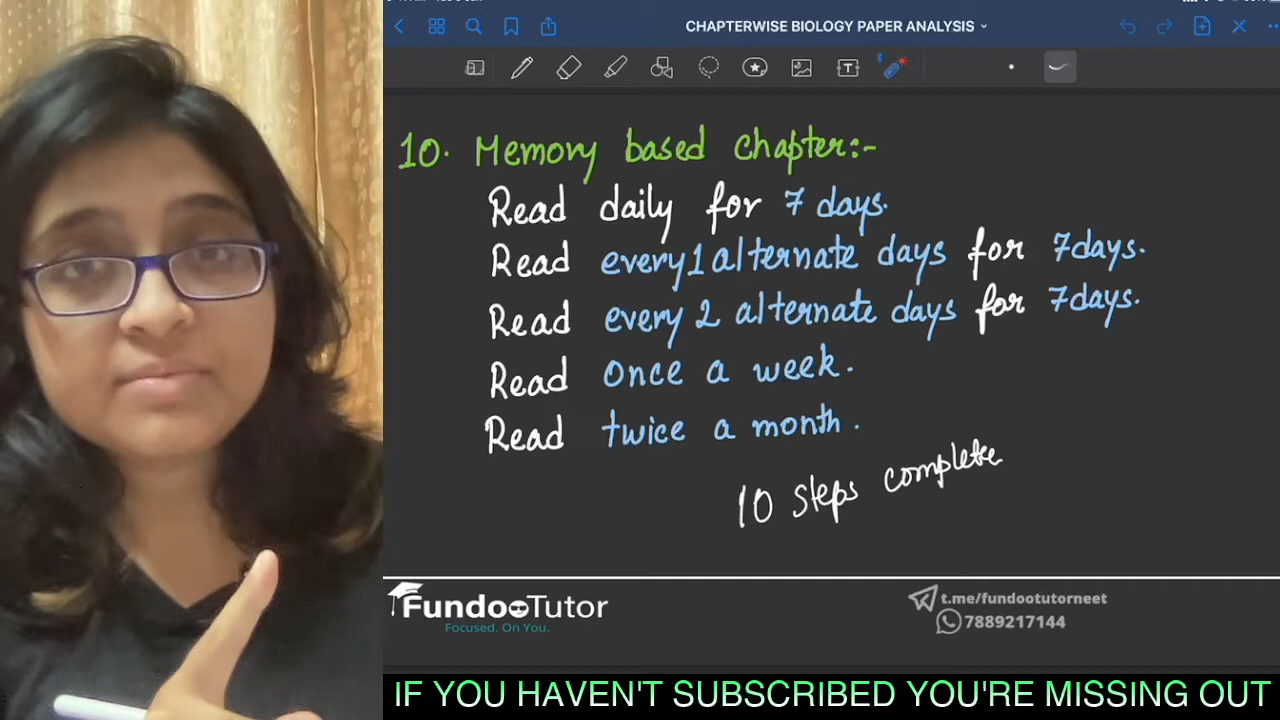 CHAPTERWISE BIOLOGY PAPER ANALYSIS
10. Memory based chapter:-
Read daily for 7 days.
Read every 1 alternate days for 7days.
Read every 2 alternate days for 7days.
Read once a week.
Read twice a month.
10 steps complete
FundooTutor
Focused. On You.
t.me/fundootutorneet
7889217144
IF YOU HAVEN'T SUBSCRIBED YOU'RE MISSING OUT